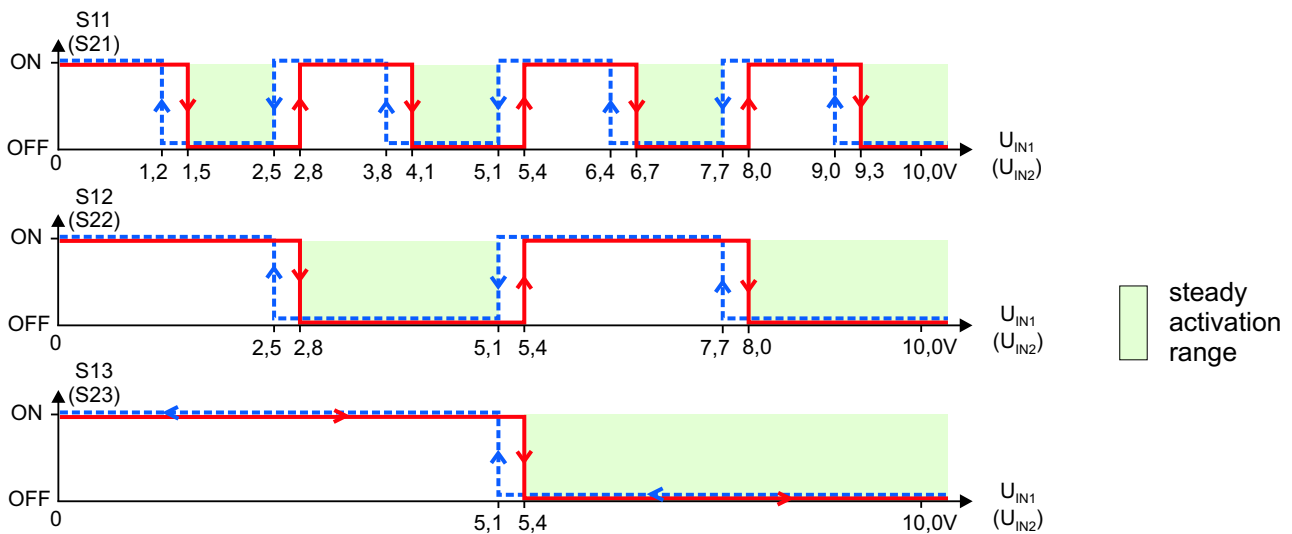 S11
(S21)
ON
OFF
0
1,2 1,5 2,5 2,8 3,8 4,1 5,1 5,4 6,4 6,7 7,7 8,0 9,0 9,3 10,0V
UIN1
(UIN2)
S12
(S22)
ON
OFF
0
2,5 2,8 5,1 5,4 7,7 8,0 10,0V
UIN1
(UIN2)
steady
activation
range
S13
(S23)
ON
OFF
0
5,1 5,4 10,0V
UIN1
(UIN2)